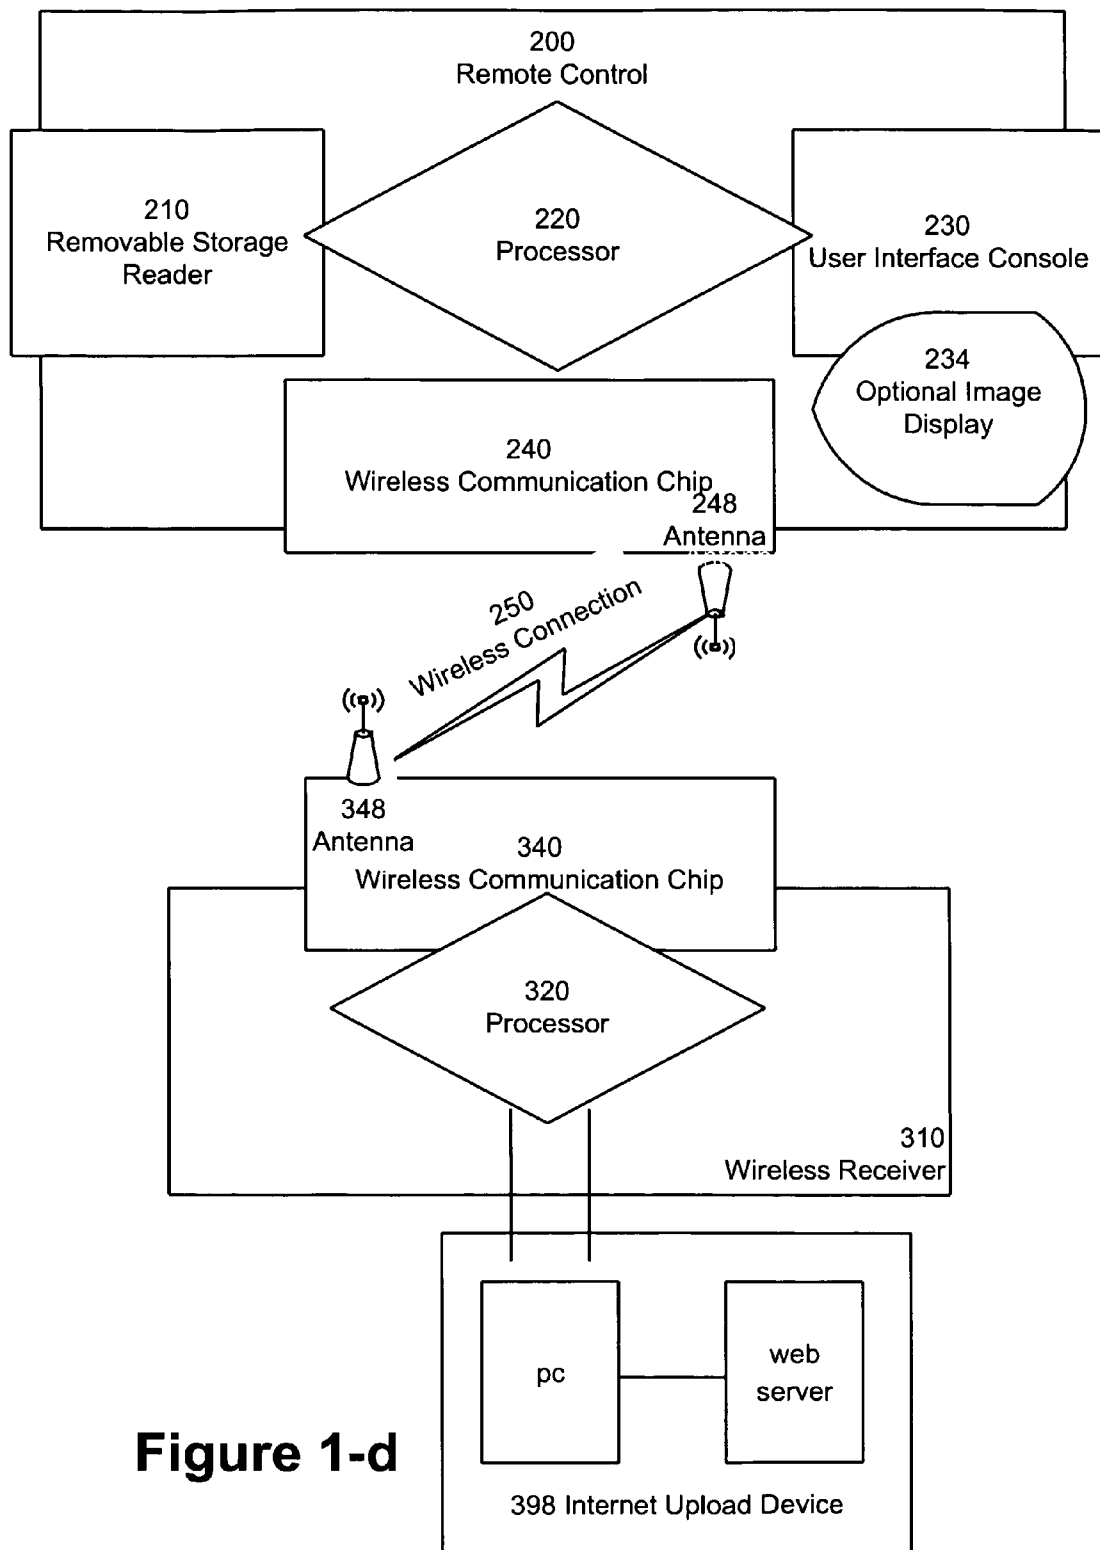 200
Remote Control
210
Removable Storage
Reader
220
Processor
230
User Interface Console
234
Optional Image
Display
240
Wireless Communication Chip
248
Antenna
250
Wireless Connection
348
Antenna
340
Wireless Communication Chip
320
Processor
310
Wireless Receiver
pc
web
server
Figure 1-d
398 Internet Upload Device